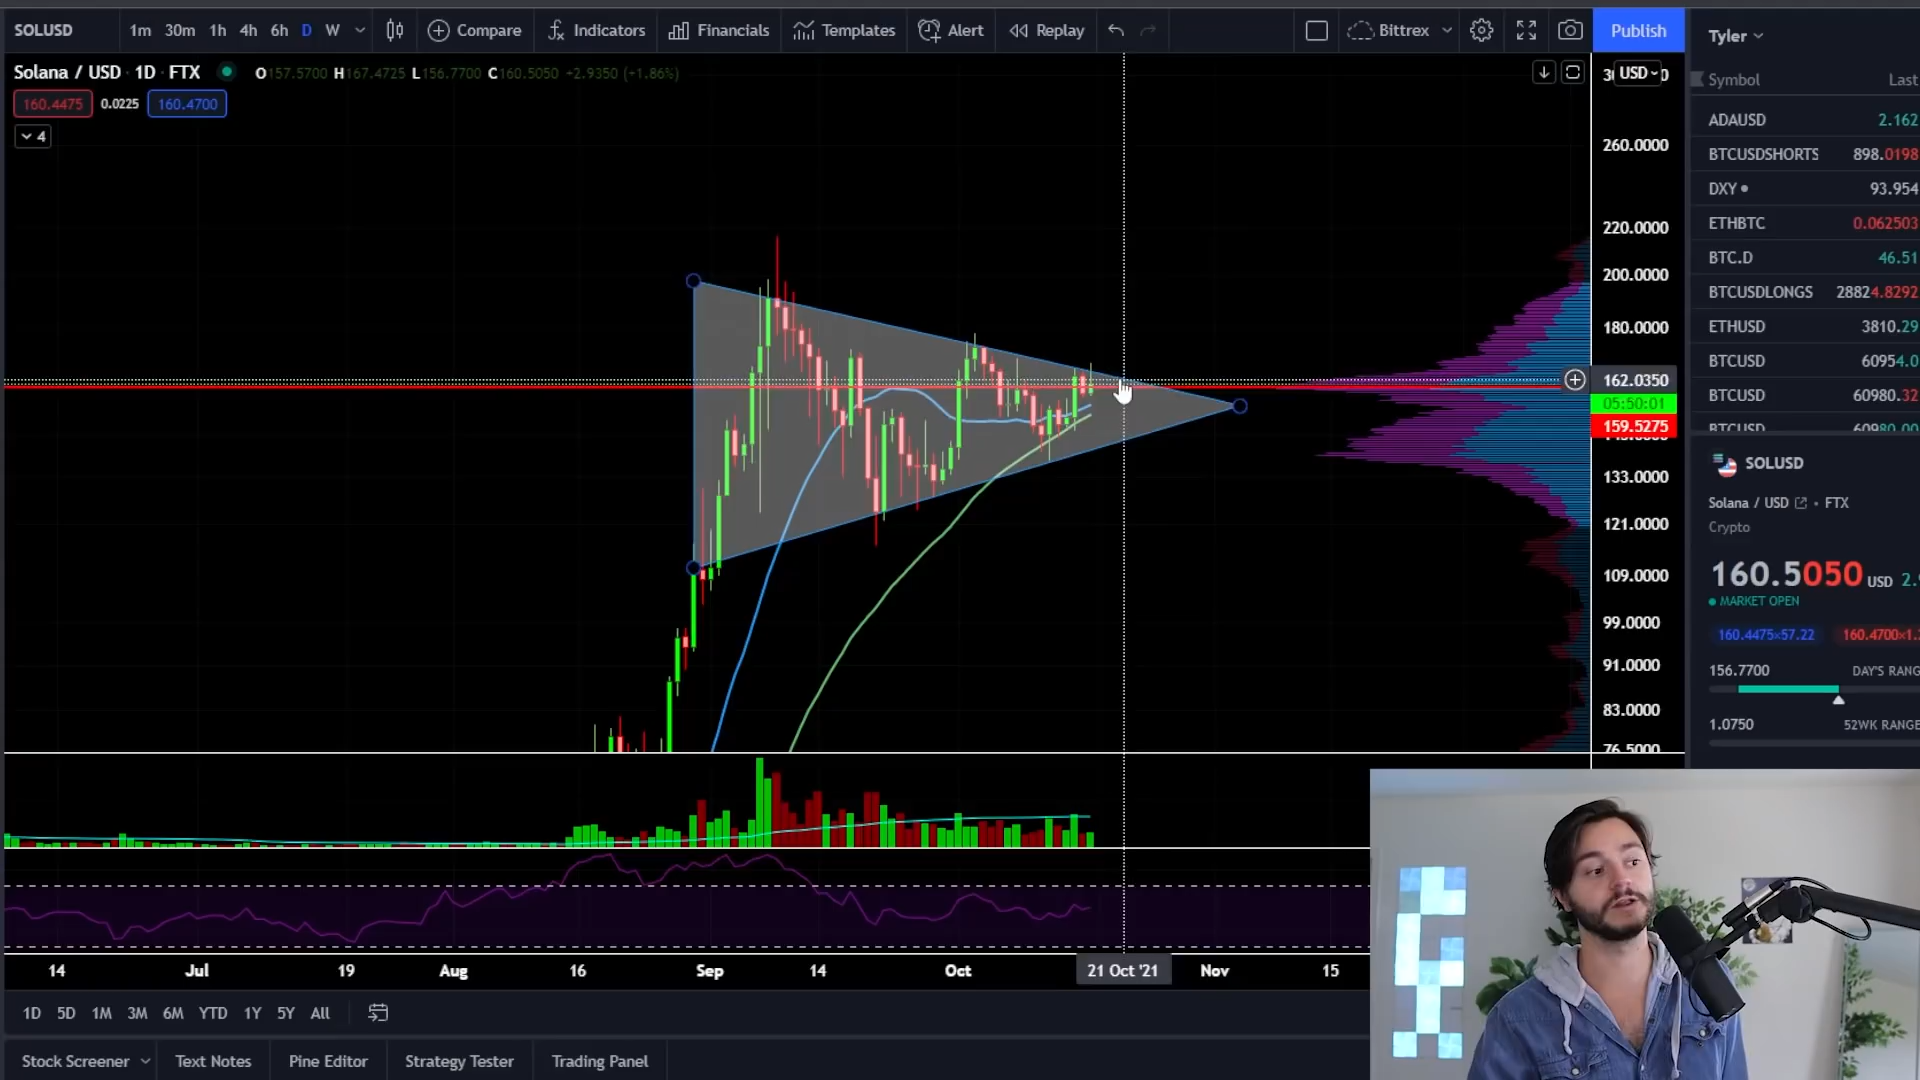 SOLUSD 1m 30m 1h 4h 6h D W Compare Indicators Financials Templates Alert Replay Bittrex Publish
Tyler
Solana / USD · 1D · FTX O157.5700 H167.4725 L156.7700 C160.5050 +2.9350 (+1.86%)
160.4475 0.0225 160.4700
4
USD
260.0000
220.0000
200.0000
180.0000
162.0350
05:50:01
159.5275
133.0000
121.0000
109.0000
99.0000
91.0000
83.0000
76.5000
Symbol Last
ADAUSD 2.162
BTCUSDSHORTS 898.0198
DXY 93.954
ETHBTC 0.062503
BTC.D 46.51
BTCUSDLONGS 28824.8292
ETHUSD 3810.29
BTCUSD 60954.0
BTCUSD 60980.32
BTCUSD 60980.00
SOLUSD
Solana / USD • FTX
Crypto
160.5050 USD
MARKET OPEN
160.4475×57.22 160.4700×1.
156.7700 DAY'S RANG
1.0750 52WK RANGE
14 Jul 19 Aug 16 Sep 14 Oct 21 Oct '21 Nov 15
1D 5D 1M 3M 6M YTD 1Y 5Y All
Stock Screener Text Notes Pine Editor Strategy Tester Trading Panel